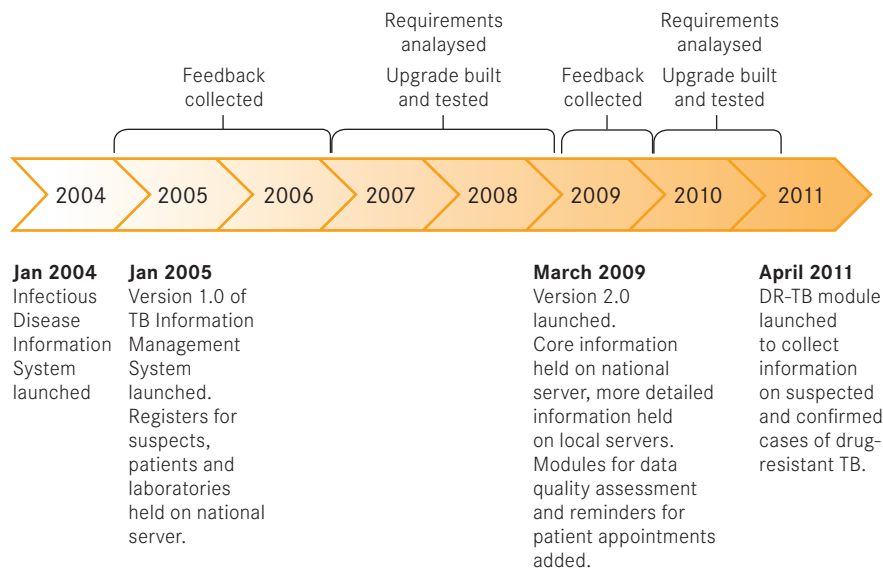 Feedback
collected
Requirements
analaysed
Upgrade built
and tested
Feedback
collected
Requirements
analaysed
Upgrade built
and tested
2004
2005
2006
2007
2008
2009
2010
2011
Jan 2004
Infectious
Disease
Information
System
launched
Jan 2005
Version 1.0 of
TB Information
Management
System
launched.
Registers for
suspects,
patients and
laboratories
held on national
server.
March 2009
Version 2.0
launched.
Core information
held on national
server, more detailed
information held
on local servers.
Modules for data
quality assessment
and reminders for
patient appointments
added.
April 2011
DR-TB module
launched
to collect
information
on suspected
and confirmed
cases of drug-
resistant TB.